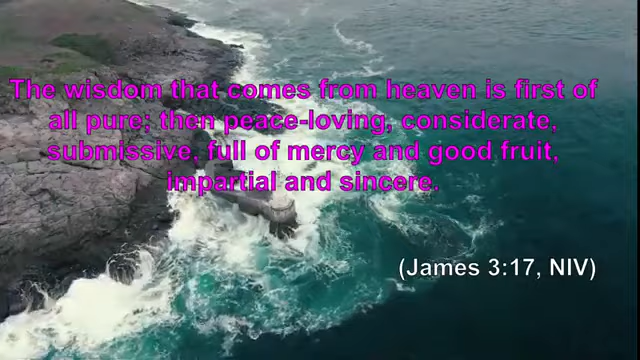 The wisdom that comes from heaven is first of
all pure; then peace-loving, considerate,
submissive, full of mercy and good fruit,
impartial and sincere.
(James 3:17, NIV)